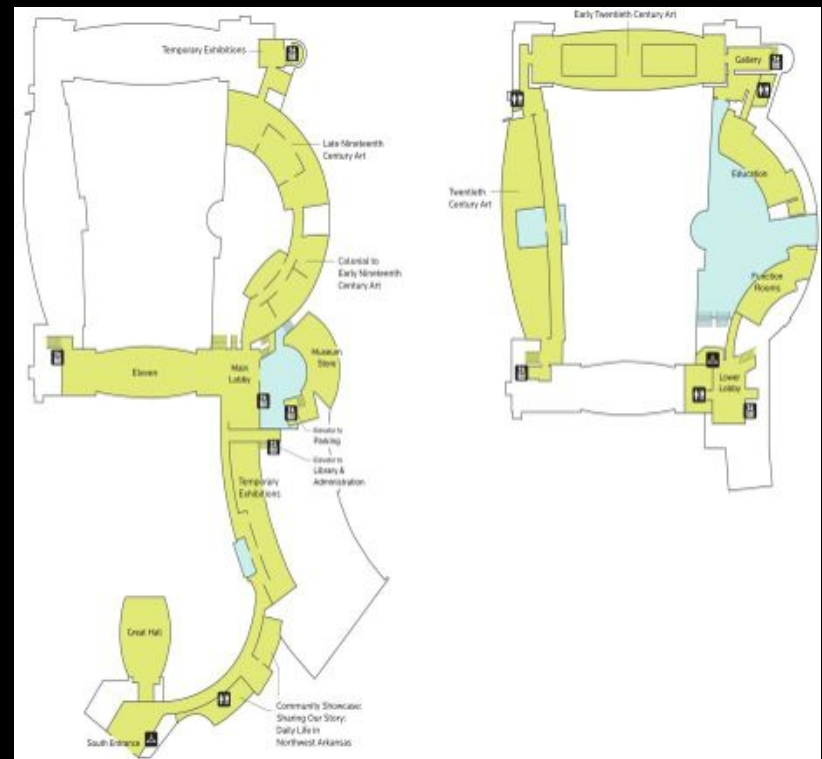 Temporary Exhibitions
Late Nineteenth
Century Art
Colonial to
Early Nineteenth
Century Art
Eleven
Main
Lobby
Museum
Store
Elevator to
Parking
Elevator to
Library &
Administration
Temporary
Exhibitions
Great Hall
South Entrance
Community Showcase:
Sharing Our Story:
Daily Life in
Northwest Arkansas
Early Twentieth Century Art
Gallery
Education
Twentieth
Century Art
Function
Rooms
Lower
Lobby